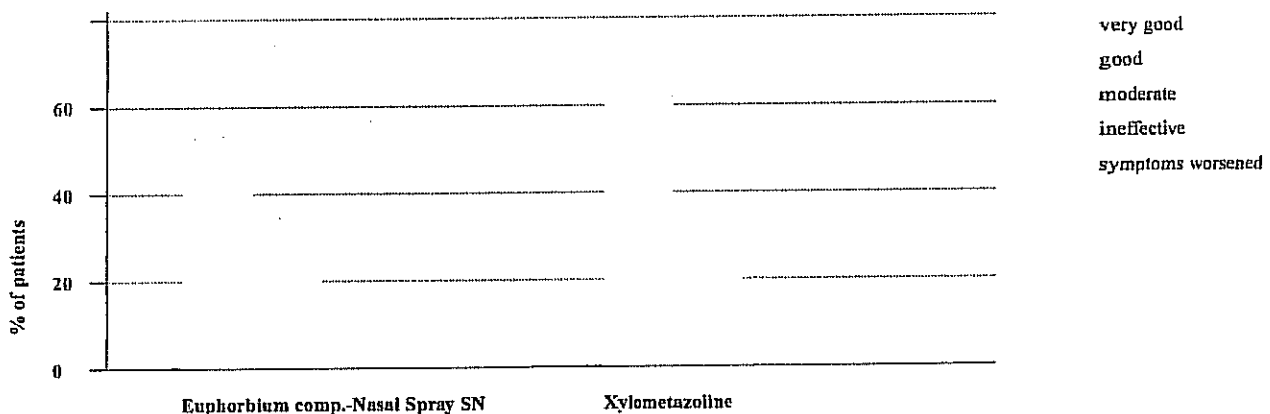 very good
good
moderate
ineffective
symptoms worsened
60
40
20
0
% of patients
Euphorbium comp.-Nasal Spray SN
Xylometazoline